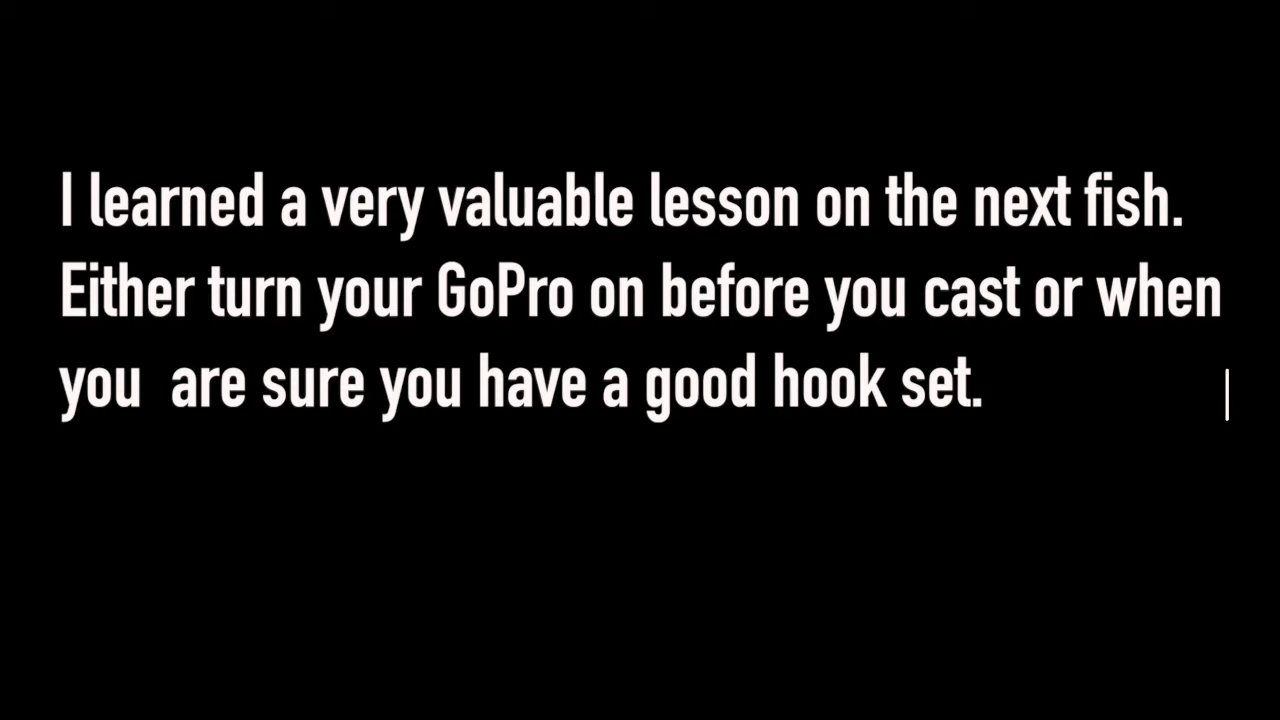 I learned a very valuable lesson on the next fish.
Either turn your GoPro on before you cast or when
you  are sure you have a good hook set.